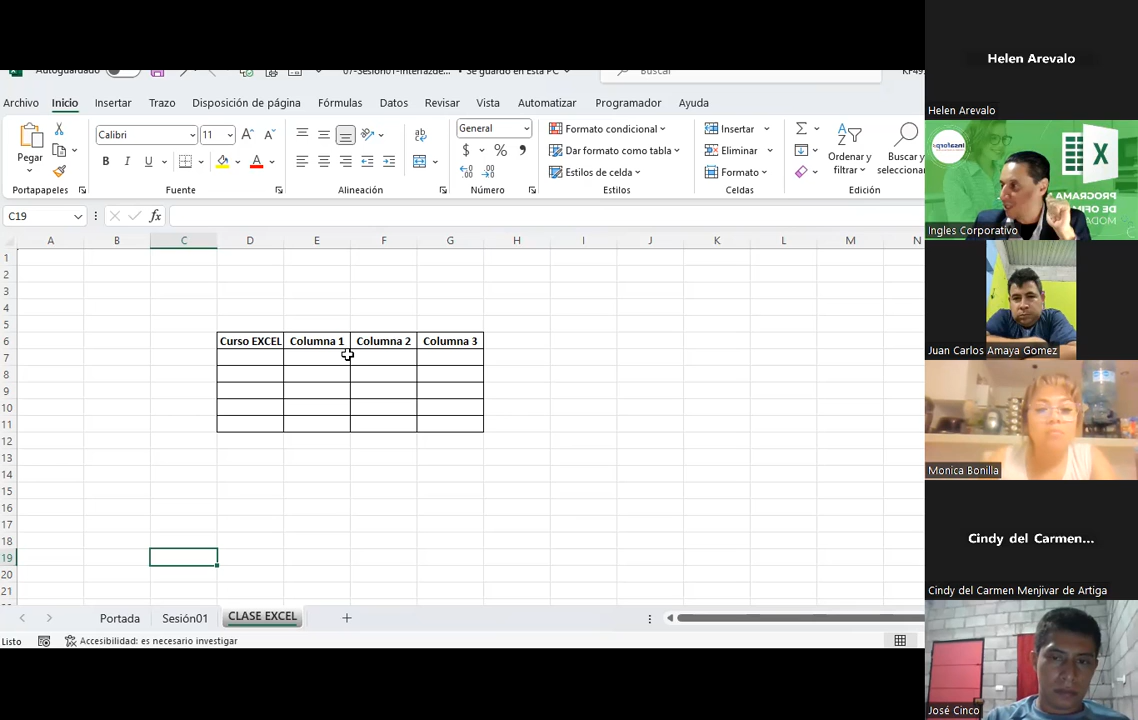 Autoguardado
07-Sesion01-Interfazde... • Se guardó en Esta PC
Buscar
Archivo Inicio Insertar Trazo Disposición de página Fórmulas Datos Revisar Vista Automatizar Programador Ayuda
Pegar
Calibri 11
General
Formato condicional
Dar formato como tabla
Estilos de celda
Insertar
Eliminar
Formato
Ordenar y filtrar
Buscar y seleccionar
Portapapeles Fuente Alineación Número Estilos Celdas Edición
C19
A B C D E F G H I J K L M N
1
2
3
4
5
6 Curso EXCEL Columna 1 Columna 2 Columna 3
7
8
9
10
11
12
13
14
15
16
17
18
19
20
21
Portada Sesión01 CLASE EXCEL
Listo Accesibilidad: es necesario investigar
Helen Arevalo
Helen Arevalo
PROGRAMA
DE OFIM
MODA
Ingles Corporativo
Juan Carlos Amaya Gomez
Monica Bonilla
Cindy del Carmen...
Cindy del Carmen Menjivar de Artiga
José Cinco